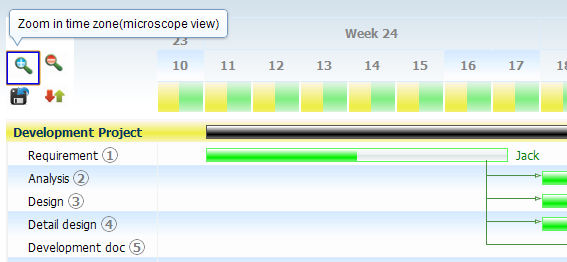 Zoom in time zone(microscope view)
23 Week 24
10 11 12 13 14 15 16 17 18
Development Project
Requirement 1 Jack
Analysis 2
Design 3
Detail design 4
Development doc 5